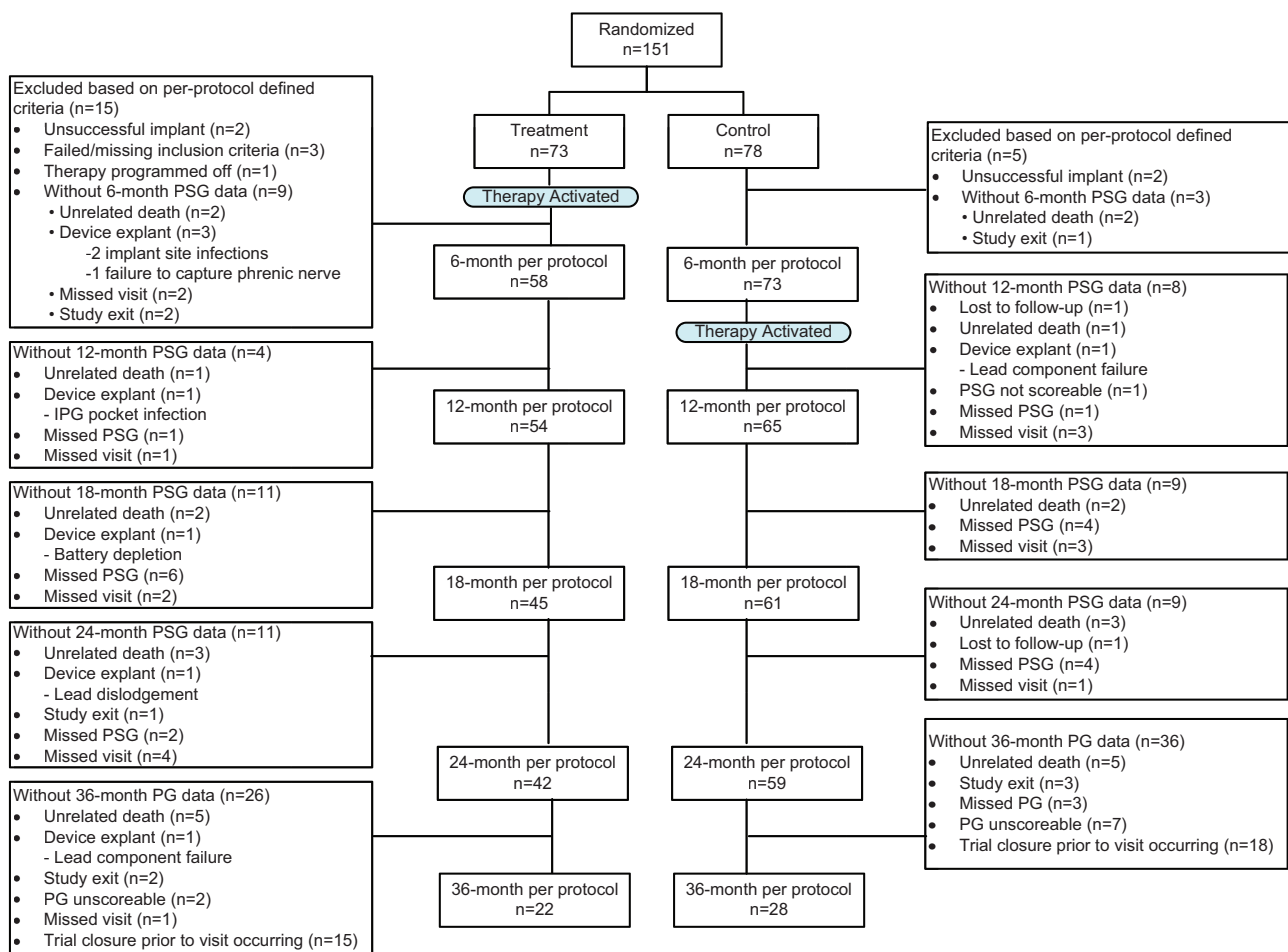 Randomized
n=151
Excluded based on per-protocol defined
criteria (n=15)
• Unsuccessful implant (n=2)
• Failed/missing inclusion criteria (n=3)
• Therapy programmed off (n=1)
• Without 6-month PSG data (n=9)
• Unrelated death (n=2)
• Device explant (n=3)
-2 implant site infections
-1 failure to capture phrenic nerve
• Missed visit (n=2)
• Study exit (n=2)
Treatment
n=73
Control
n=78
Excluded based on per-protocol defined
criteria (n=5)
• Unsuccessful implant (n=2)
• Without 6-month PSG data (n=3)
• Unrelated death (n=2)
• Study exit (n=1)
Therapy Activated
6-month per protocol
n=58
6-month per protocol
n=73
Therapy Activated
Without 12-month PSG data (n=4)
• Unrelated death (n=1)
• Device explant (n=1)
- IPG pocket infection
• Missed PSG (n=1)
• Missed visit (n=1)
Without 12-month PSG data (n=8)
• Lost to follow-up (n=1)
• Unrelated death (n=1)
• Device explant (n=1)
- Lead component failure
• PSG not scoreable (n=1)
• Missed PSG (n=1)
• Missed visit (n=3)
12-month per protocol
n=54
12-month per protocol
n=65
Without 18-month PSG data (n=11)
• Unrelated death (n=2)
• Device explant (n=1)
- Battery depletion
• Missed PSG (n=6)
• Missed visit (n=2)
Without 18-month PSG data (n=9)
• Unrelated death (n=2)
• Missed PSG (n=4)
• Missed visit (n=3)
18-month per protocol
n=45
18-month per protocol
n=61
Without 24-month PSG data (n=11)
• Unrelated death (n=3)
• Device explant (n=1)
- Lead dislodgement
• Study exit (n=1)
• Missed PSG (n=2)
• Missed visit (n=4)
Without 24-month PSG data (n=9)
• Unrelated death (n=3)
• Lost to follow-up (n=1)
• Missed PSG (n=4)
• Missed visit (n=1)
24-month per protocol
n=42
24-month per protocol
n=59
Without 36-month PG data (n=26)
• Unrelated death (n=5)
• Device explant (n=1)
- Lead component failure
• Study exit (n=2)
• PG unscoreable (n=2)
• Missed visit (n=1)
• Trial closure prior to visit occurring (n=15)
Without 36-month PG data (n=36)
• Unrelated death (n=5)
• Study exit (n=3)
• Missed PG (n=3)
• PG unscoreable (n=7)
• Trial closure prior to visit occurring (n=18)
36-month per protocol
n=22
36-month per protocol
n=28